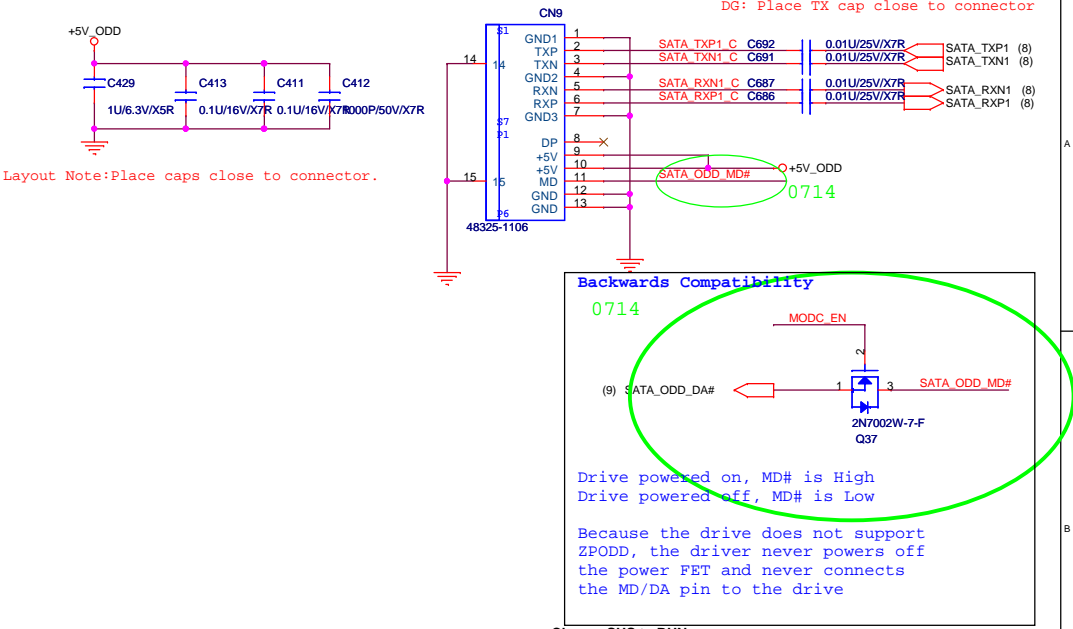 DG: Place TX cap close to connector
CN9
+5V_ODD
C429
C413
C411
C412
1U/6.3V/X5R
0.1U/16V/X7R
0.1U/16V/X7R
1000P/50V/X7R
Layout Note:Place caps close to connector.
S1
14
14
S7
P1
15
15
P6
48325-1106
GND1 1
TXP 2
TXN 3
GND2 4
RXN 5
RXP 6
GND3 7
DP 8
+5V 9
+5V 10
MD 11
GND 12
GND 13
SATA_TXP1_C C692 0.01U/25V/X7R SATA_TXP1 (8)
SATA_TXN1_C C691 0.01U/25V/X7R SATA_TXN1 (8)
SATA_RXN1_C C687 0.01U/25V/X7R SATA_RXN1 (8)
SATA_RXP1_C C686 0.01U/25V/X7R SATA_RXP1 (8)
+5V_ODD
SATA_ODD_MD#
0714
A
Backwards Compatibility
0714
MODC_EN
2
(9) SATA_ODD_DA#
1
3
SATA_ODD_MD#
2N7002W-7-F
Q37
Drive powered on, MD# is High
Drive powered off, MD# is Low
Because the drive does not support
ZPODD, the driver never powers off
the power FET and never connects
the MD/DA pin to the drive
B